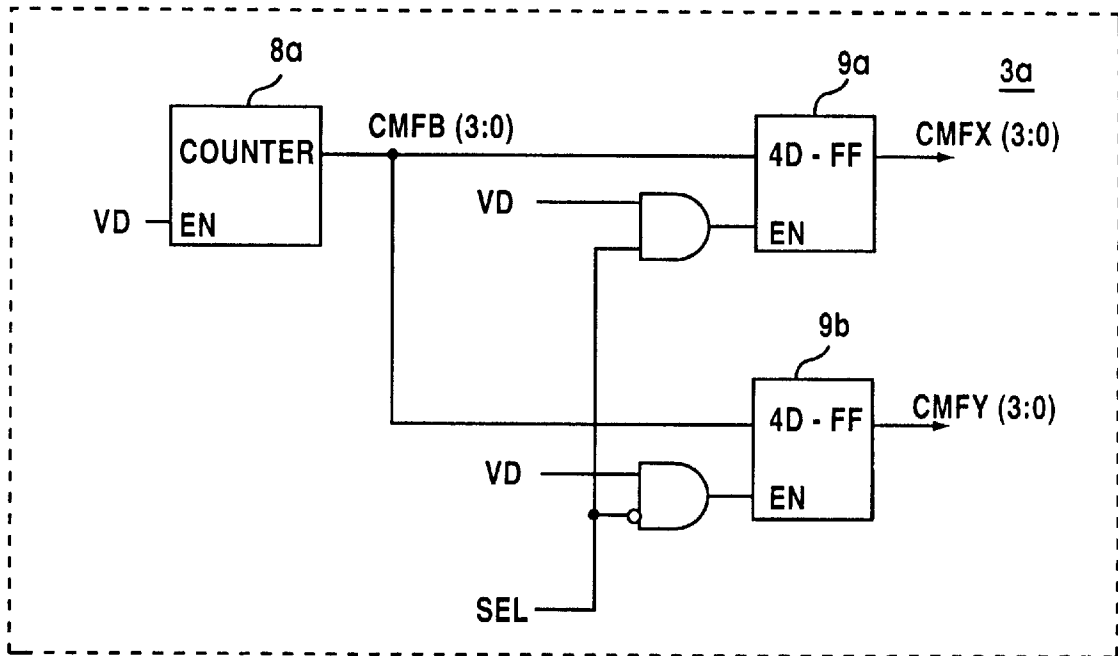 8a
9a
3a
COUNTER
EN
VD
CMFB (3:0)
4D - FF
EN
CMFX (3:0)
VD
9b
4D - FF
EN
CMFY (3:0)
VD
SEL